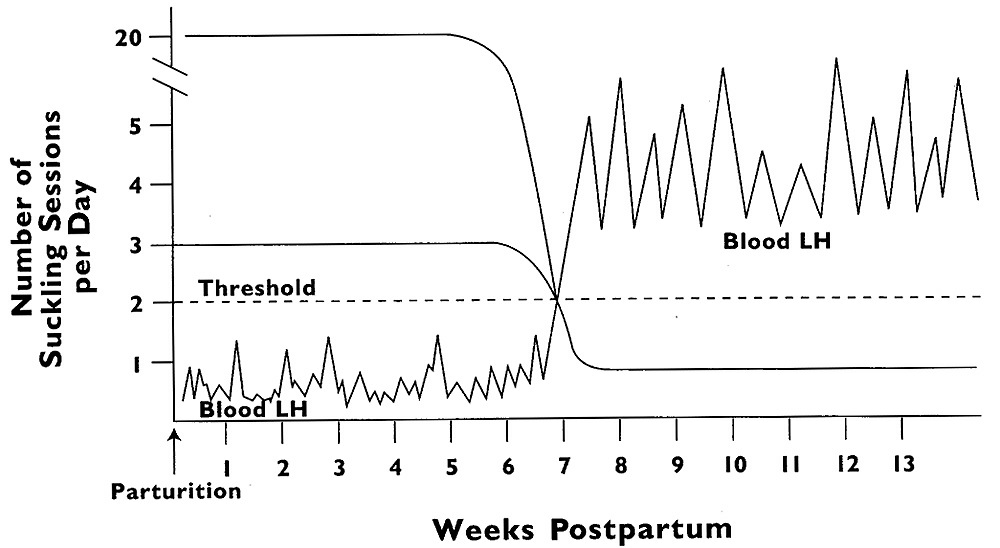 20
5
4
3
2
1
Number of
Suckling Sessions
per Day
Threshold
Blood LH
Blood LH
1 2 3 4 5 6 7 8 9 10 11 12 13
Parturition
Weeks Postpartum